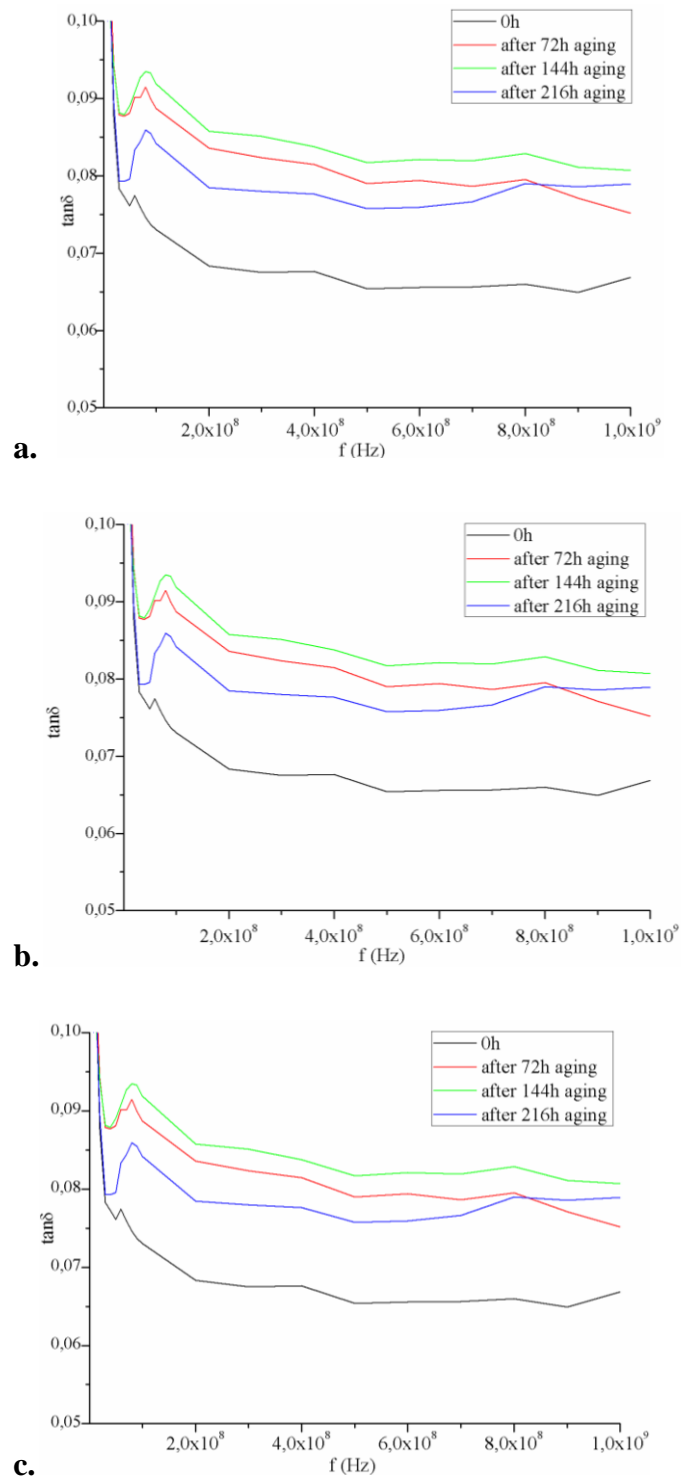 0,10
0,09
0,08
0,07
0,06
0,05
tanδ
0h
after 72h aging
after 144h aging
after 216h aging
2,0x10⁸ 4,0x10⁸ 6,0x10⁸ 8,0x10⁸ 1,0x10⁹
f (Hz)
a.
0,10
0,09
0,08
0,07
0,06
0,05
tanδ
0h
after 72h aging
after 144h aging
after 216h aging
2,0x10⁸ 4,0x10⁸ 6,0x10⁸ 8,0x10⁸ 1,0x10⁹
f (Hz)
b.
0,10
0,09
0,08
0,07
0,06
0,05
tanδ
0h
after 72h aging
after 144h aging
after 216h aging
2,0x10⁸ 4,0x10⁸ 6,0x10⁸ 8,0x10⁸ 1,0x10⁹
f (Hz)
c.